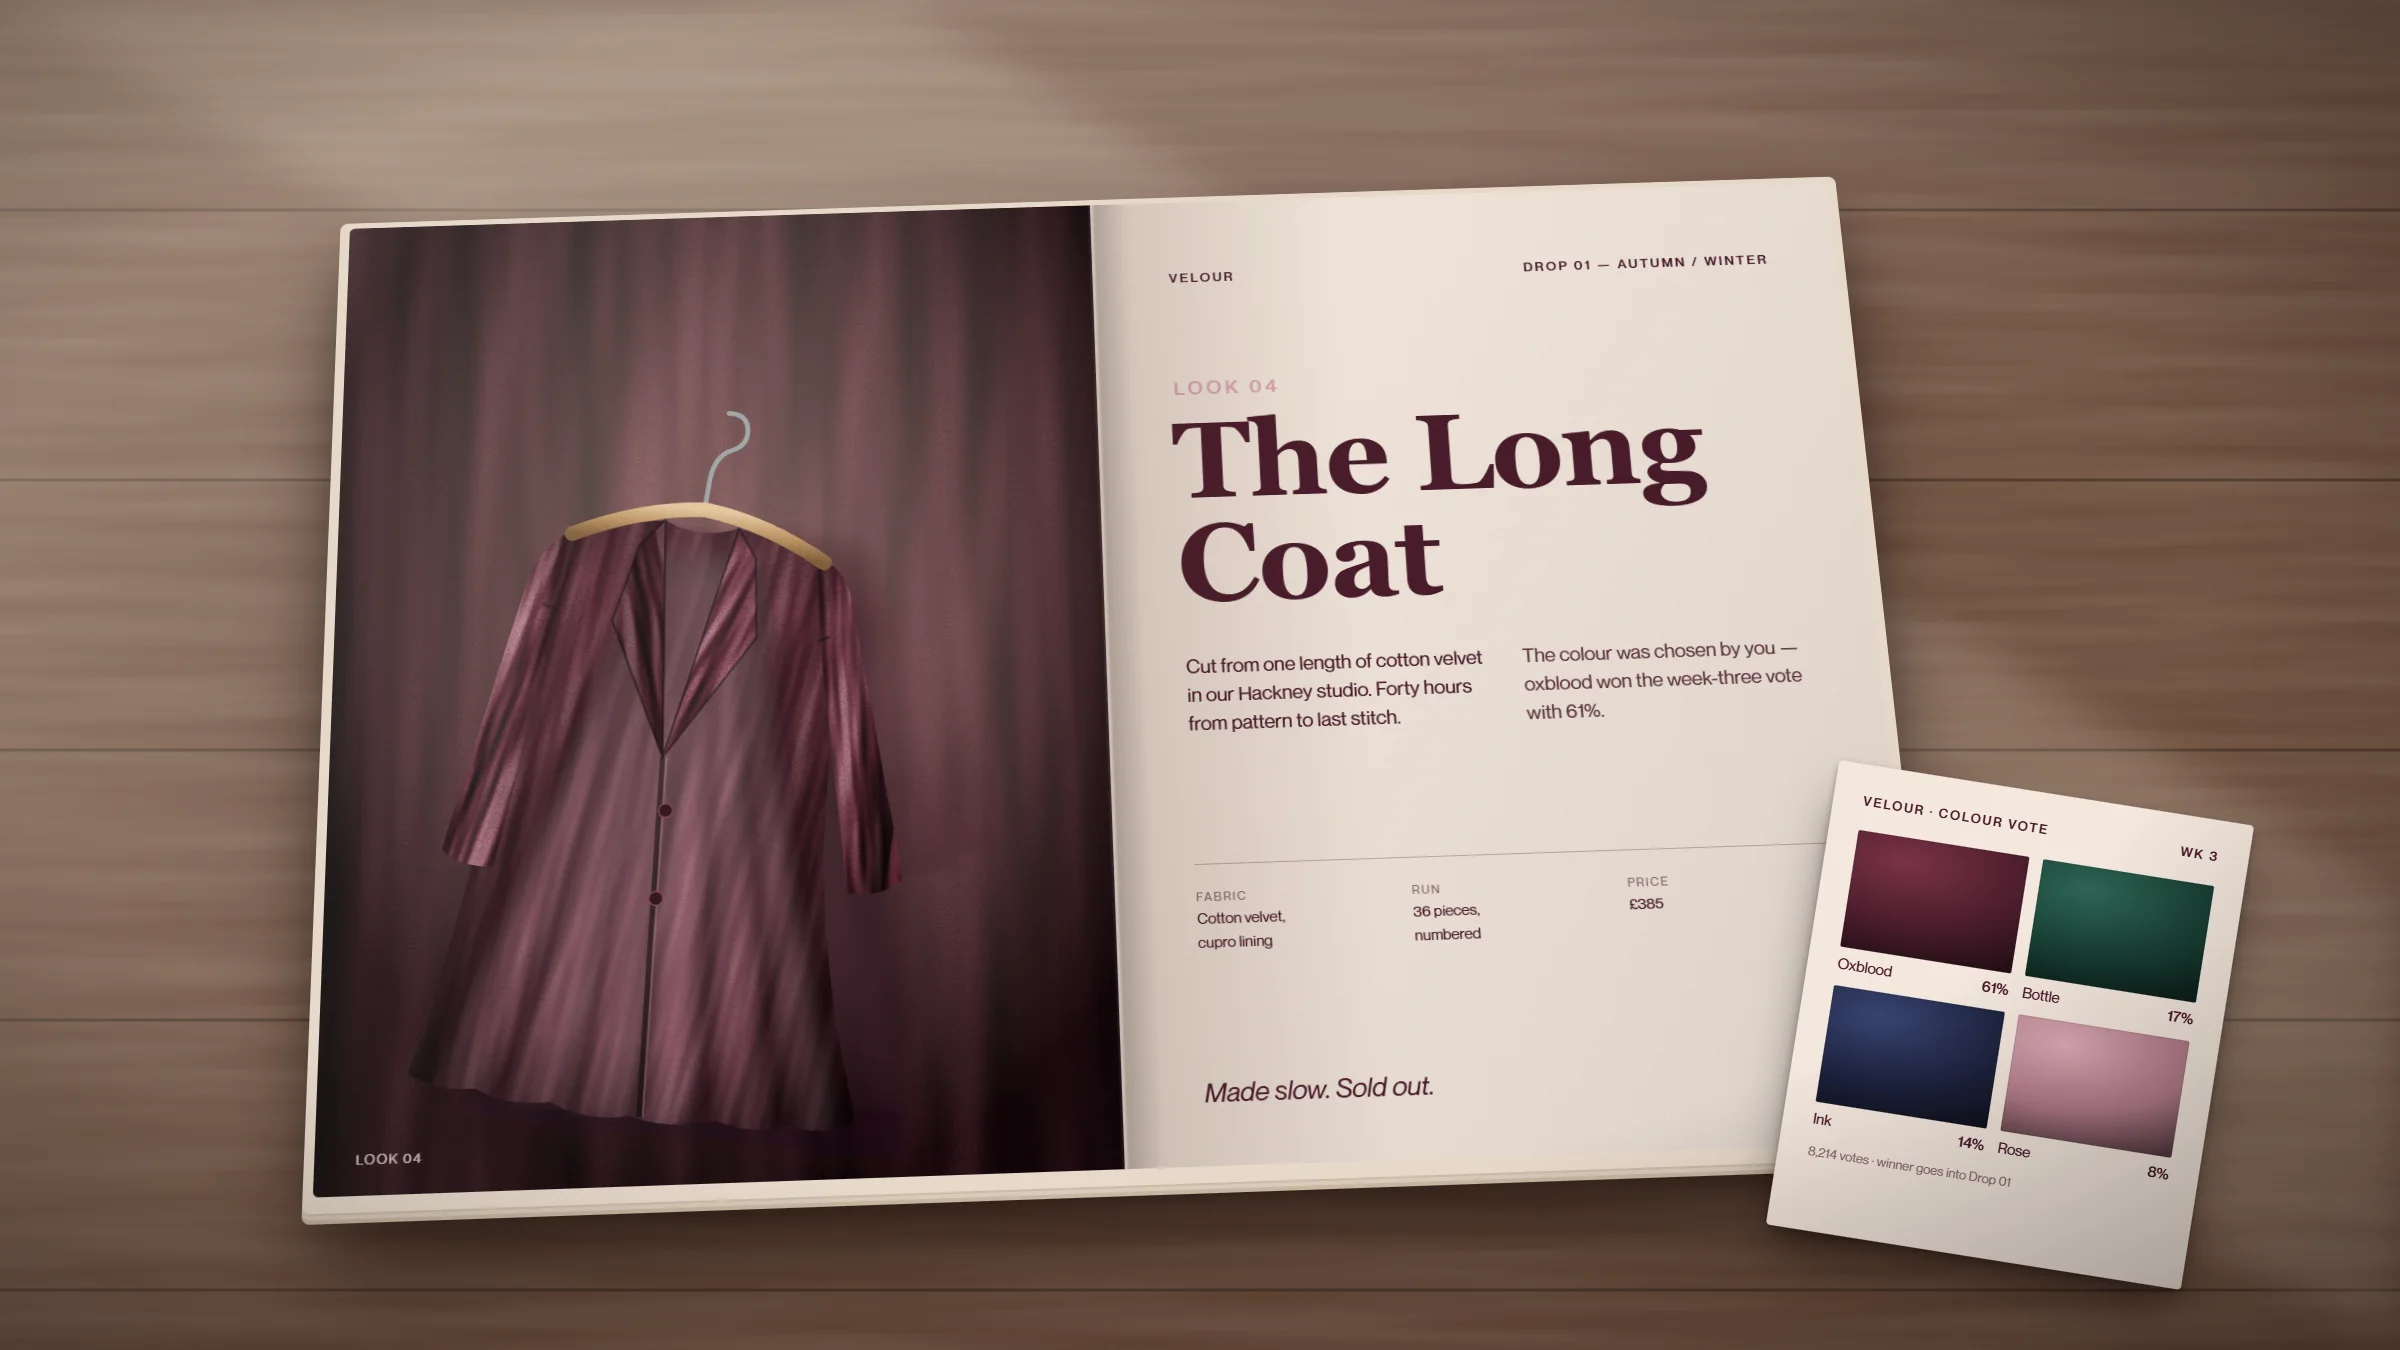 LOOK 04
VELOUR
DROP 01 — AUTUMN / WINTER
LOOK 04
The Long
Coat
Cut from one length of cotton velvet
in our Hackney studio. Forty hours
from pattern to last stitch.
The colour was chosen by you —
oxblood won the week-three vote
with 61%.
FABRIC
Cotton velvet,
cupro lining
RUN
36 pieces,
numbered
PRICE
£385
Made slow. Sold out.
VELOUR · COLOUR VOTE
WK 3
Oxblood
61%
Bottle
17%
Ink
14%
Rose
8%
8,214 votes · winner goes into Drop 01